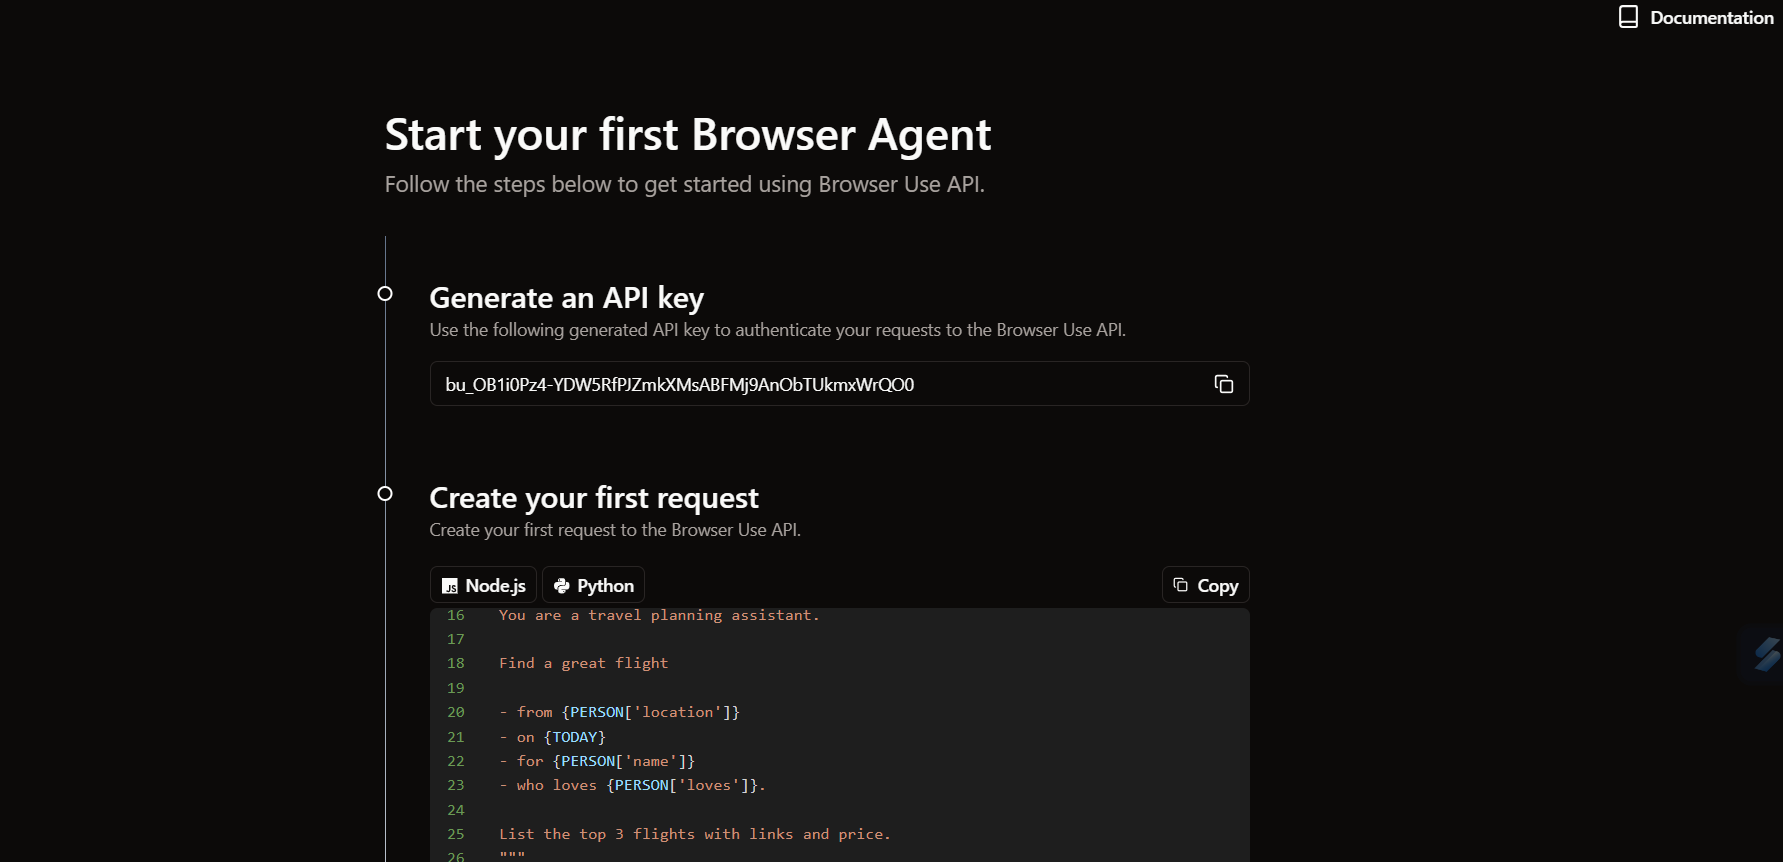 Documentation
Start your first Browser Agent
Follow the steps below to get started using Browser Use API.
Generate an API key
Use the following generated API key to authenticate your requests to the Browser Use API.
bu_OB1i0Pz4-YDW5RfPJZmkXMsABFMj9AnObTUkmxWrQO0
Create your first request
Create your first request to the Browser Use API.
JS Node.js Python Copy
16 You are a travel planning assistant.
17
18 Find a great flight
19
20 - from {PERSON['location']}
21 - on {TODAY}
22 - for {PERSON['name']}
23 - who loves {PERSON['loves']}.
24
25 List the top 3 flights with links and price.
26 """